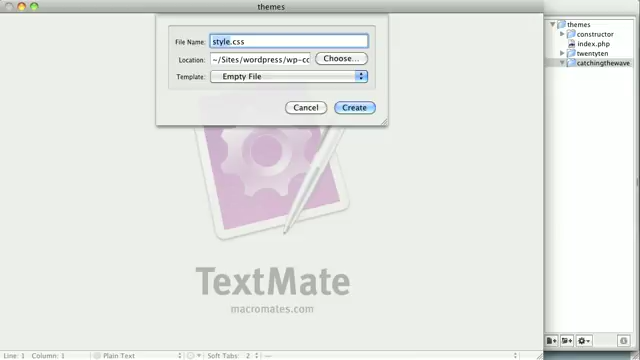 themes
File Name: style.css
Location: ~/Sites/wordpress/wp-cc Choose...
Template: Empty File
Cancel Create
themes
constructor
index.php
twentyten
catchingthewave
TextMate
macromates.com
Line: 1 Column: 1 Plain Text Soft Tabs: 2 —